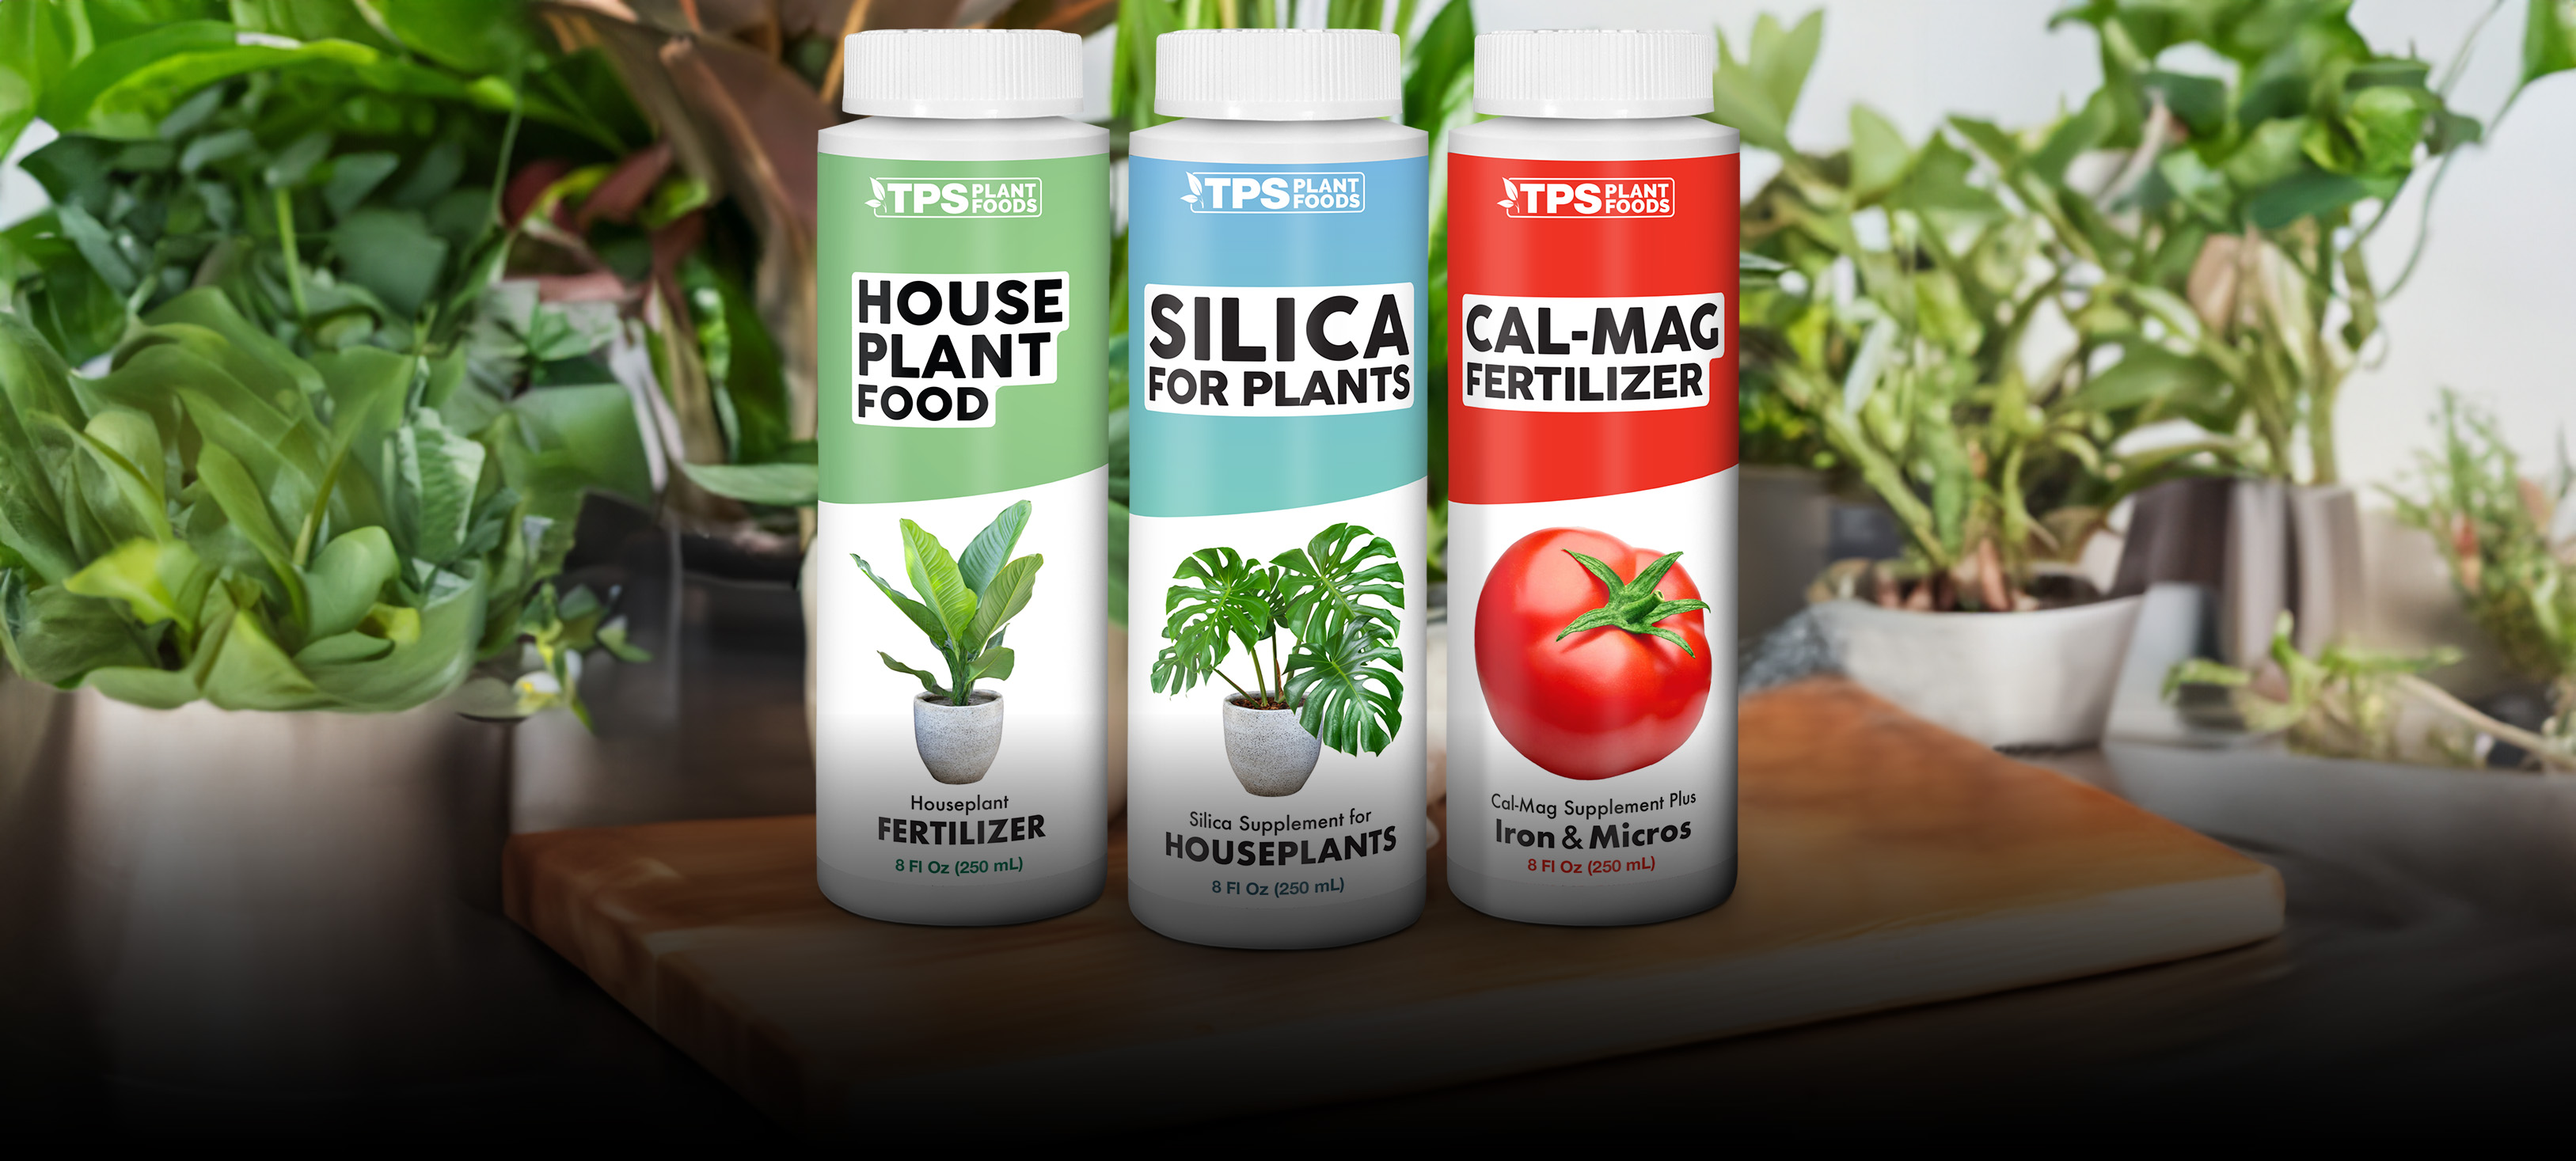 TPS PLANT FOODS
HOUSE
PLANT
FOOD
Houseplant
FERTILIZER
8 Fl Oz (250 mL)
TPS PLANT FOODS
SILICA
FOR PLANTS
Silica Supplement for
HOUSEPLANTS
8 Fl Oz (250 mL)
TPS PLANT FOODS
CAL-MAG
FERTILIZER
Cal-Mag Supplement Plus
Iron & Micros
8 Fl Oz (250 mL)